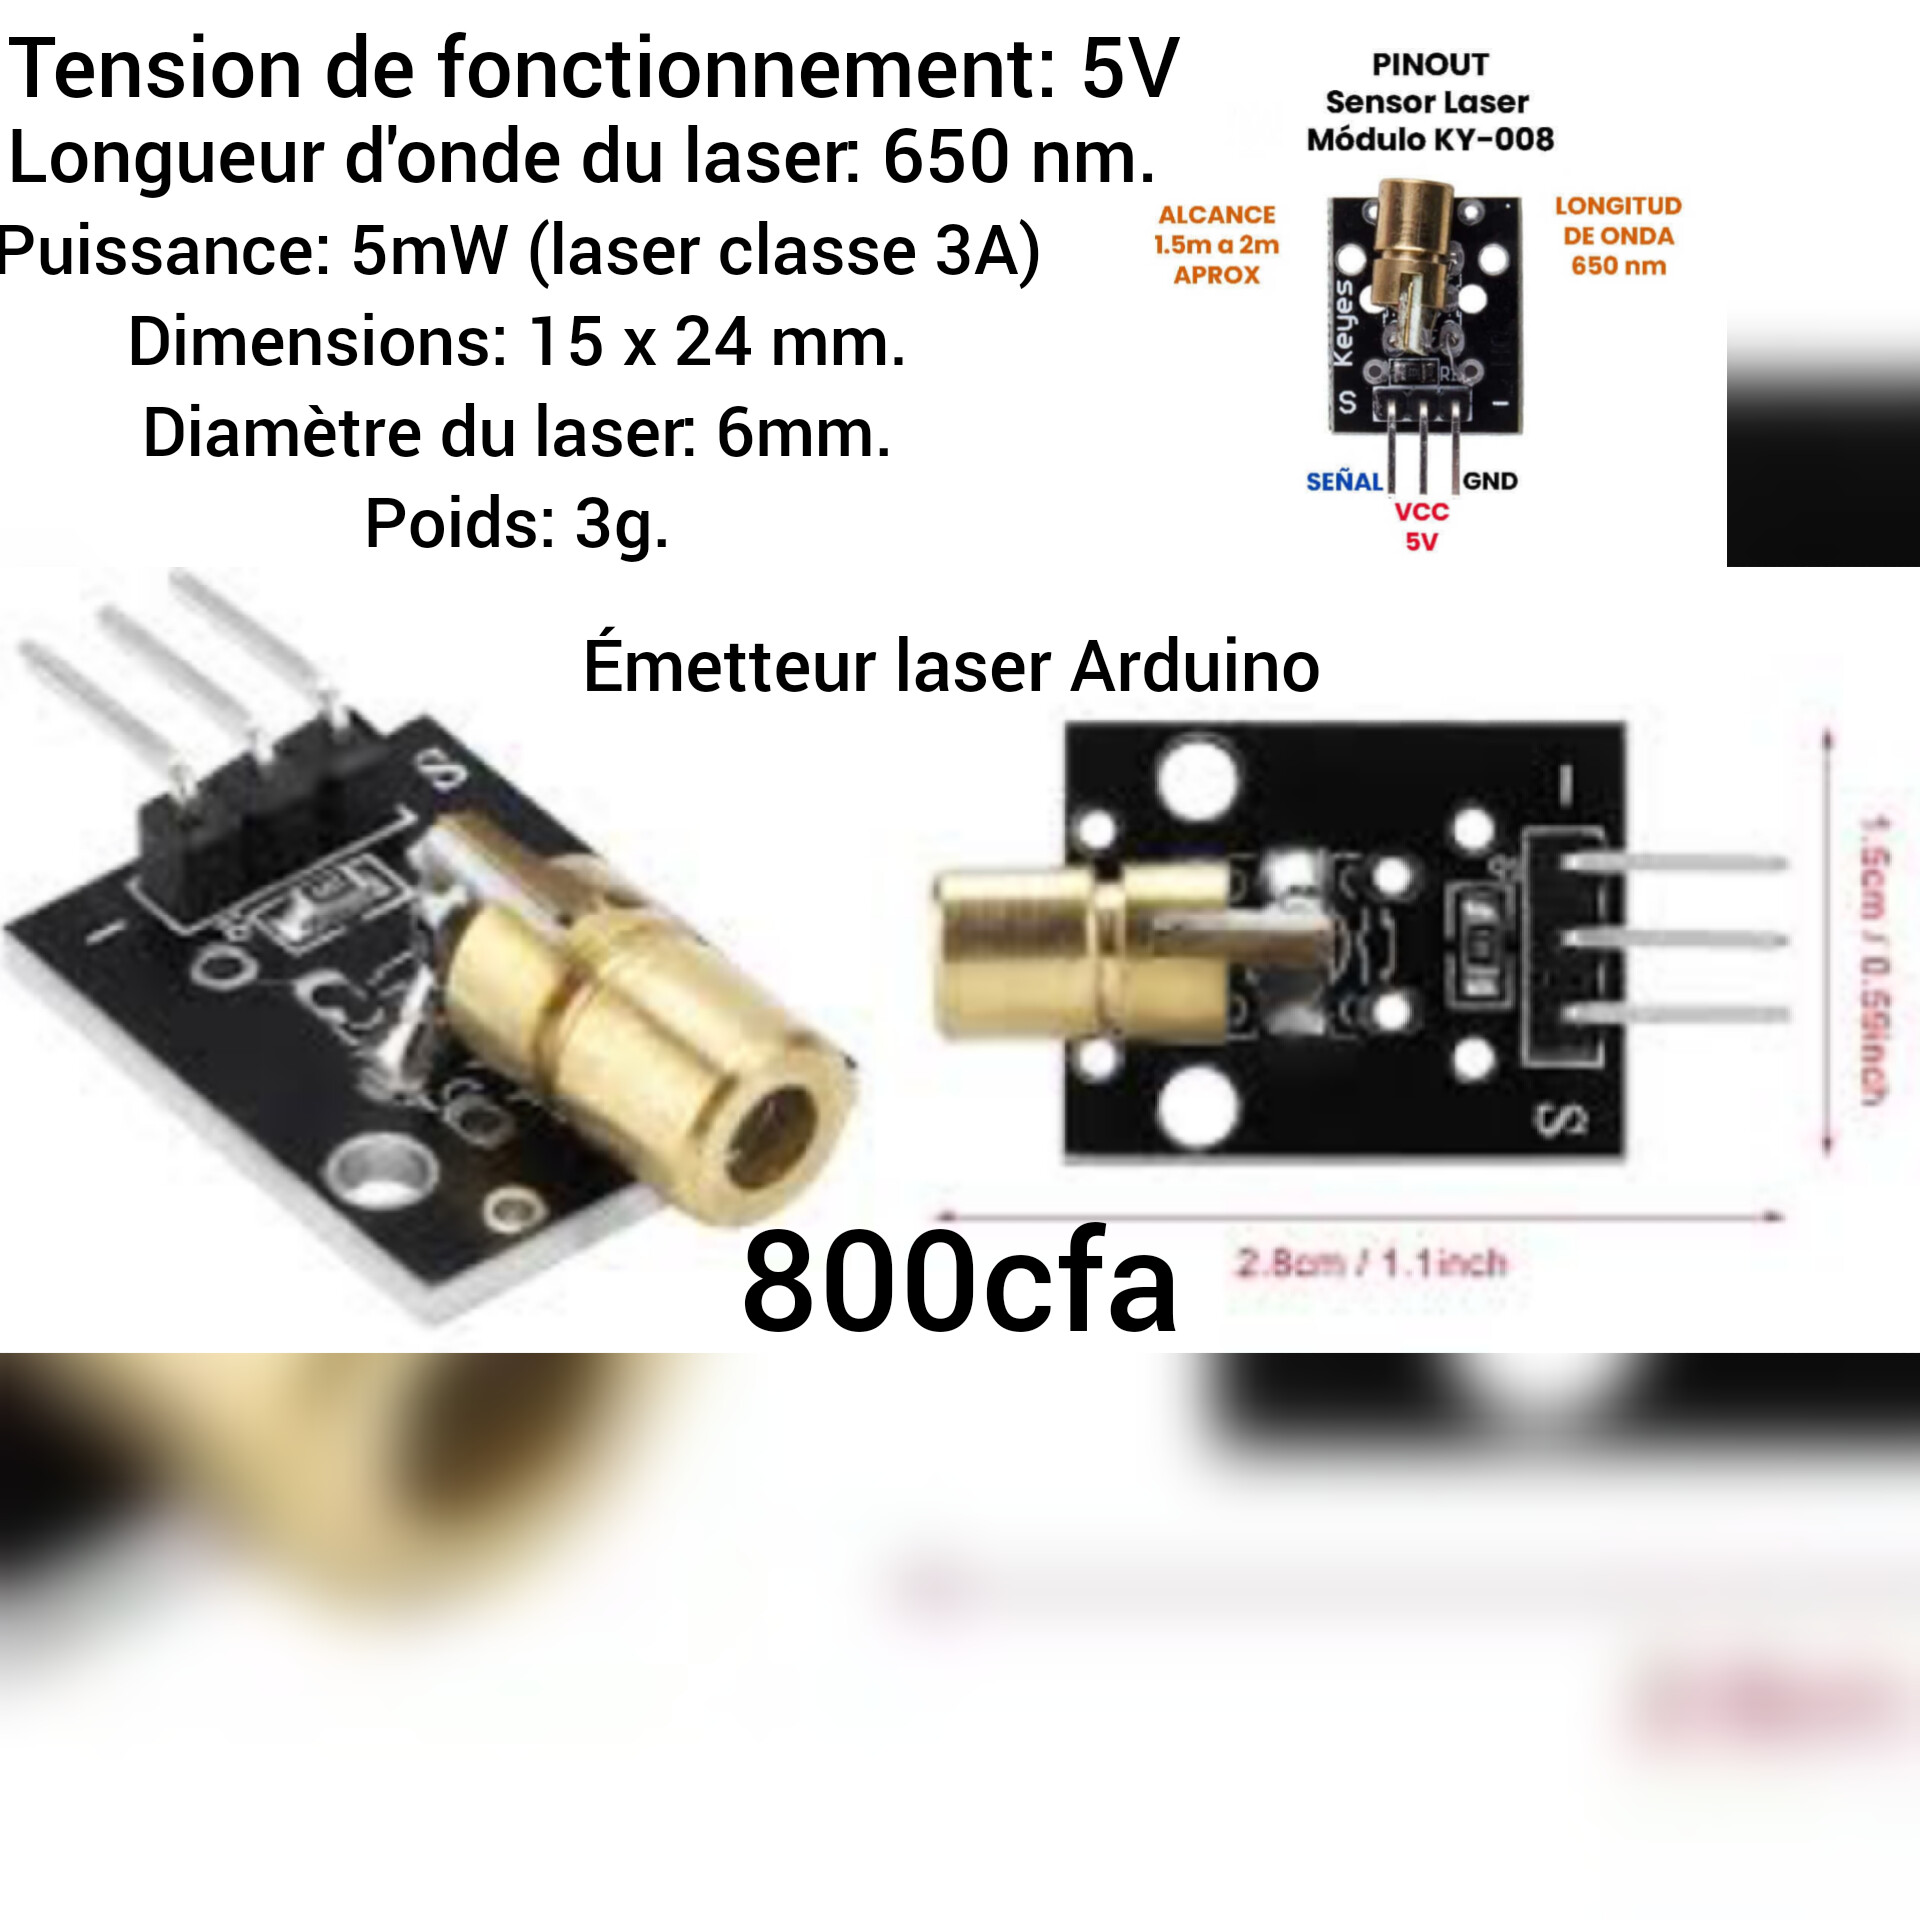 Tension de fonctionnement: 5V
Longueur d'onde du laser: 650 nm.
Puissance: 5mW (laser classe 3A)
Dimensions: 15 x 24 mm.
Diamètre du laser: 6mm.
Poids: 3g.
PINOUT
Sensor Laser
Módulo KY-008
ALCANCE
1.5m a 2m
APROX
LONGITUD
DE ONDA
650 nm
Keyes
S
-
SEÑAL
VCC
5V
GND
Émetteur laser Arduino
S
-
-
S
1.5cm / 0.59inch
2.8cm / 1.1inch
800cfa